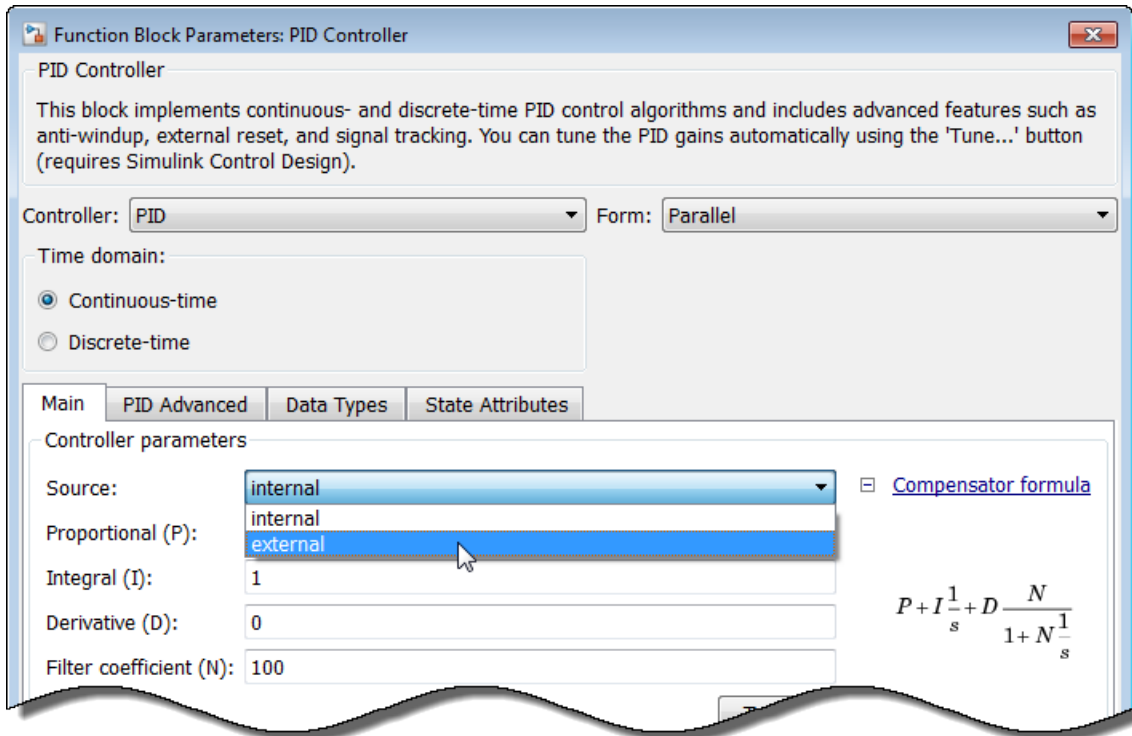 Function Block Parameters: PID Controller
PID Controller
This block implements continuous- and discrete-time PID control algorithms and includes advanced features such as
anti-windup, external reset, and signal tracking. You can tune the PID gains automatically using the 'Tune...' button
(requires Simulink Control Design).
Controller: PID Form: Parallel
Time domain:
Continuous-time
Discrete-time
Main PID Advanced Data Types State Attributes
Controller parameters
Source: internal Compensator formula
internal
Proportional (P):
external
Integral (I): 1
P + I 1/s + D N/(1 + N 1/s)
Derivative (D): 0
Filter coefficient (N): 100